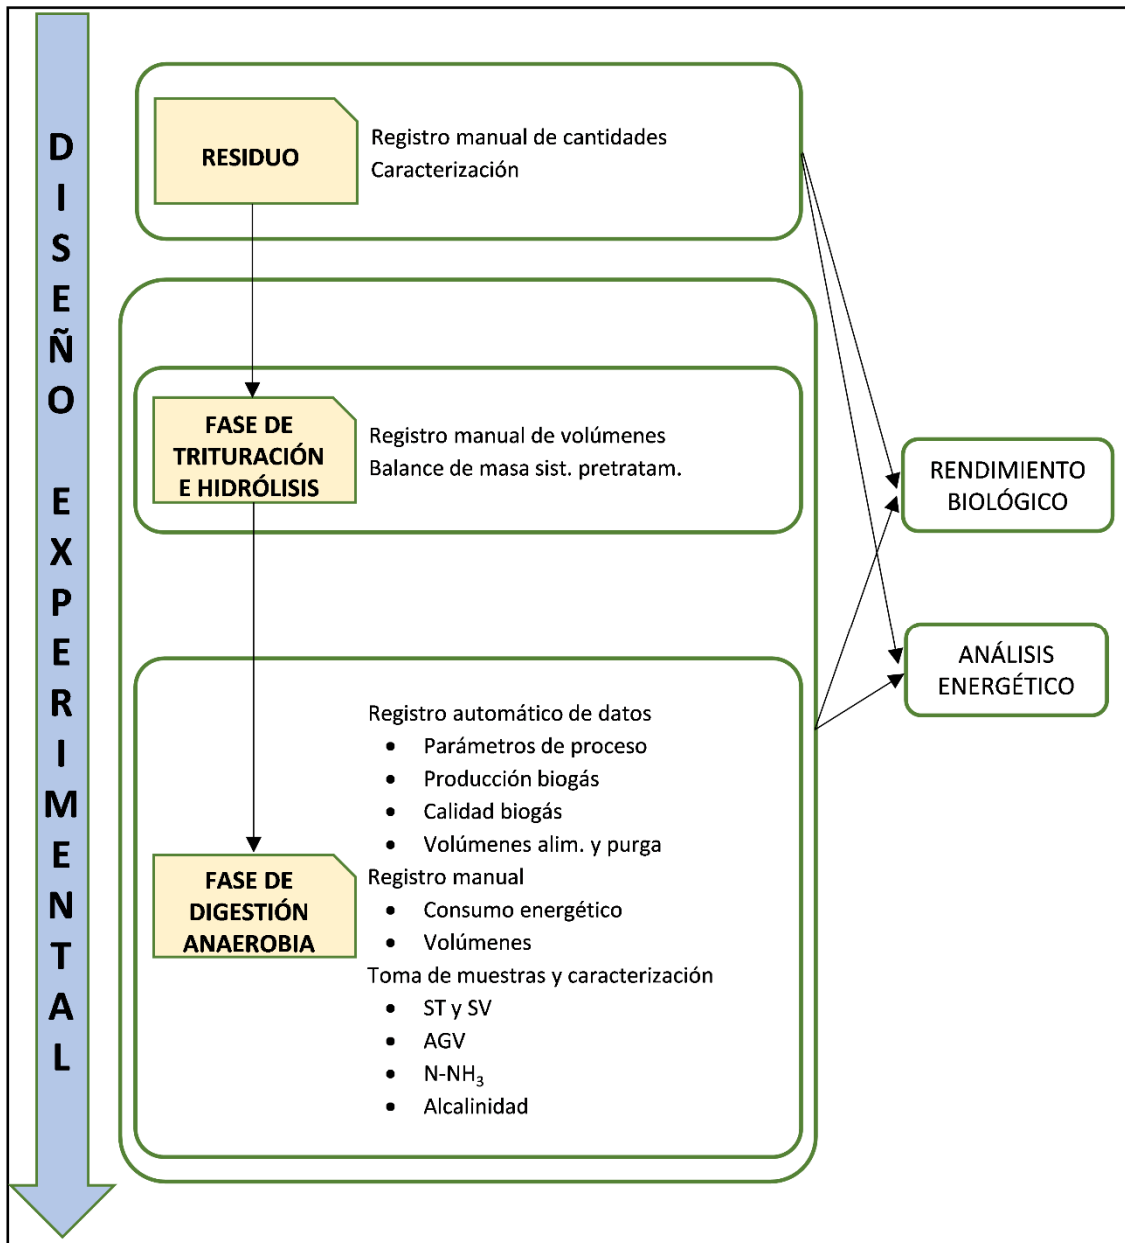 DISEÑO EXPERIMENTAL
RESIDUO
Registro manual de cantidades
Caracterización
FASE DE
TRITURACIÓN
E HIDRÓLISIS
Registro manual de volúmenes
Balance de masa sist. pretratam.
FASE DE
DIGESTIÓN
ANAEROBIA
Registro automático de datos
• Parámetros de proceso
• Producción biogás
• Calidad biogás
• Volúmenes alim. y purga
Registro manual
• Consumo energético
• Volúmenes
Toma de muestras y caracterización
• ST y SV
• AGV
• N-NH₃
• Alcalinidad
RENDIMIENTO
BIOLÓGICO
ANÁLISIS
ENERGÉTICO